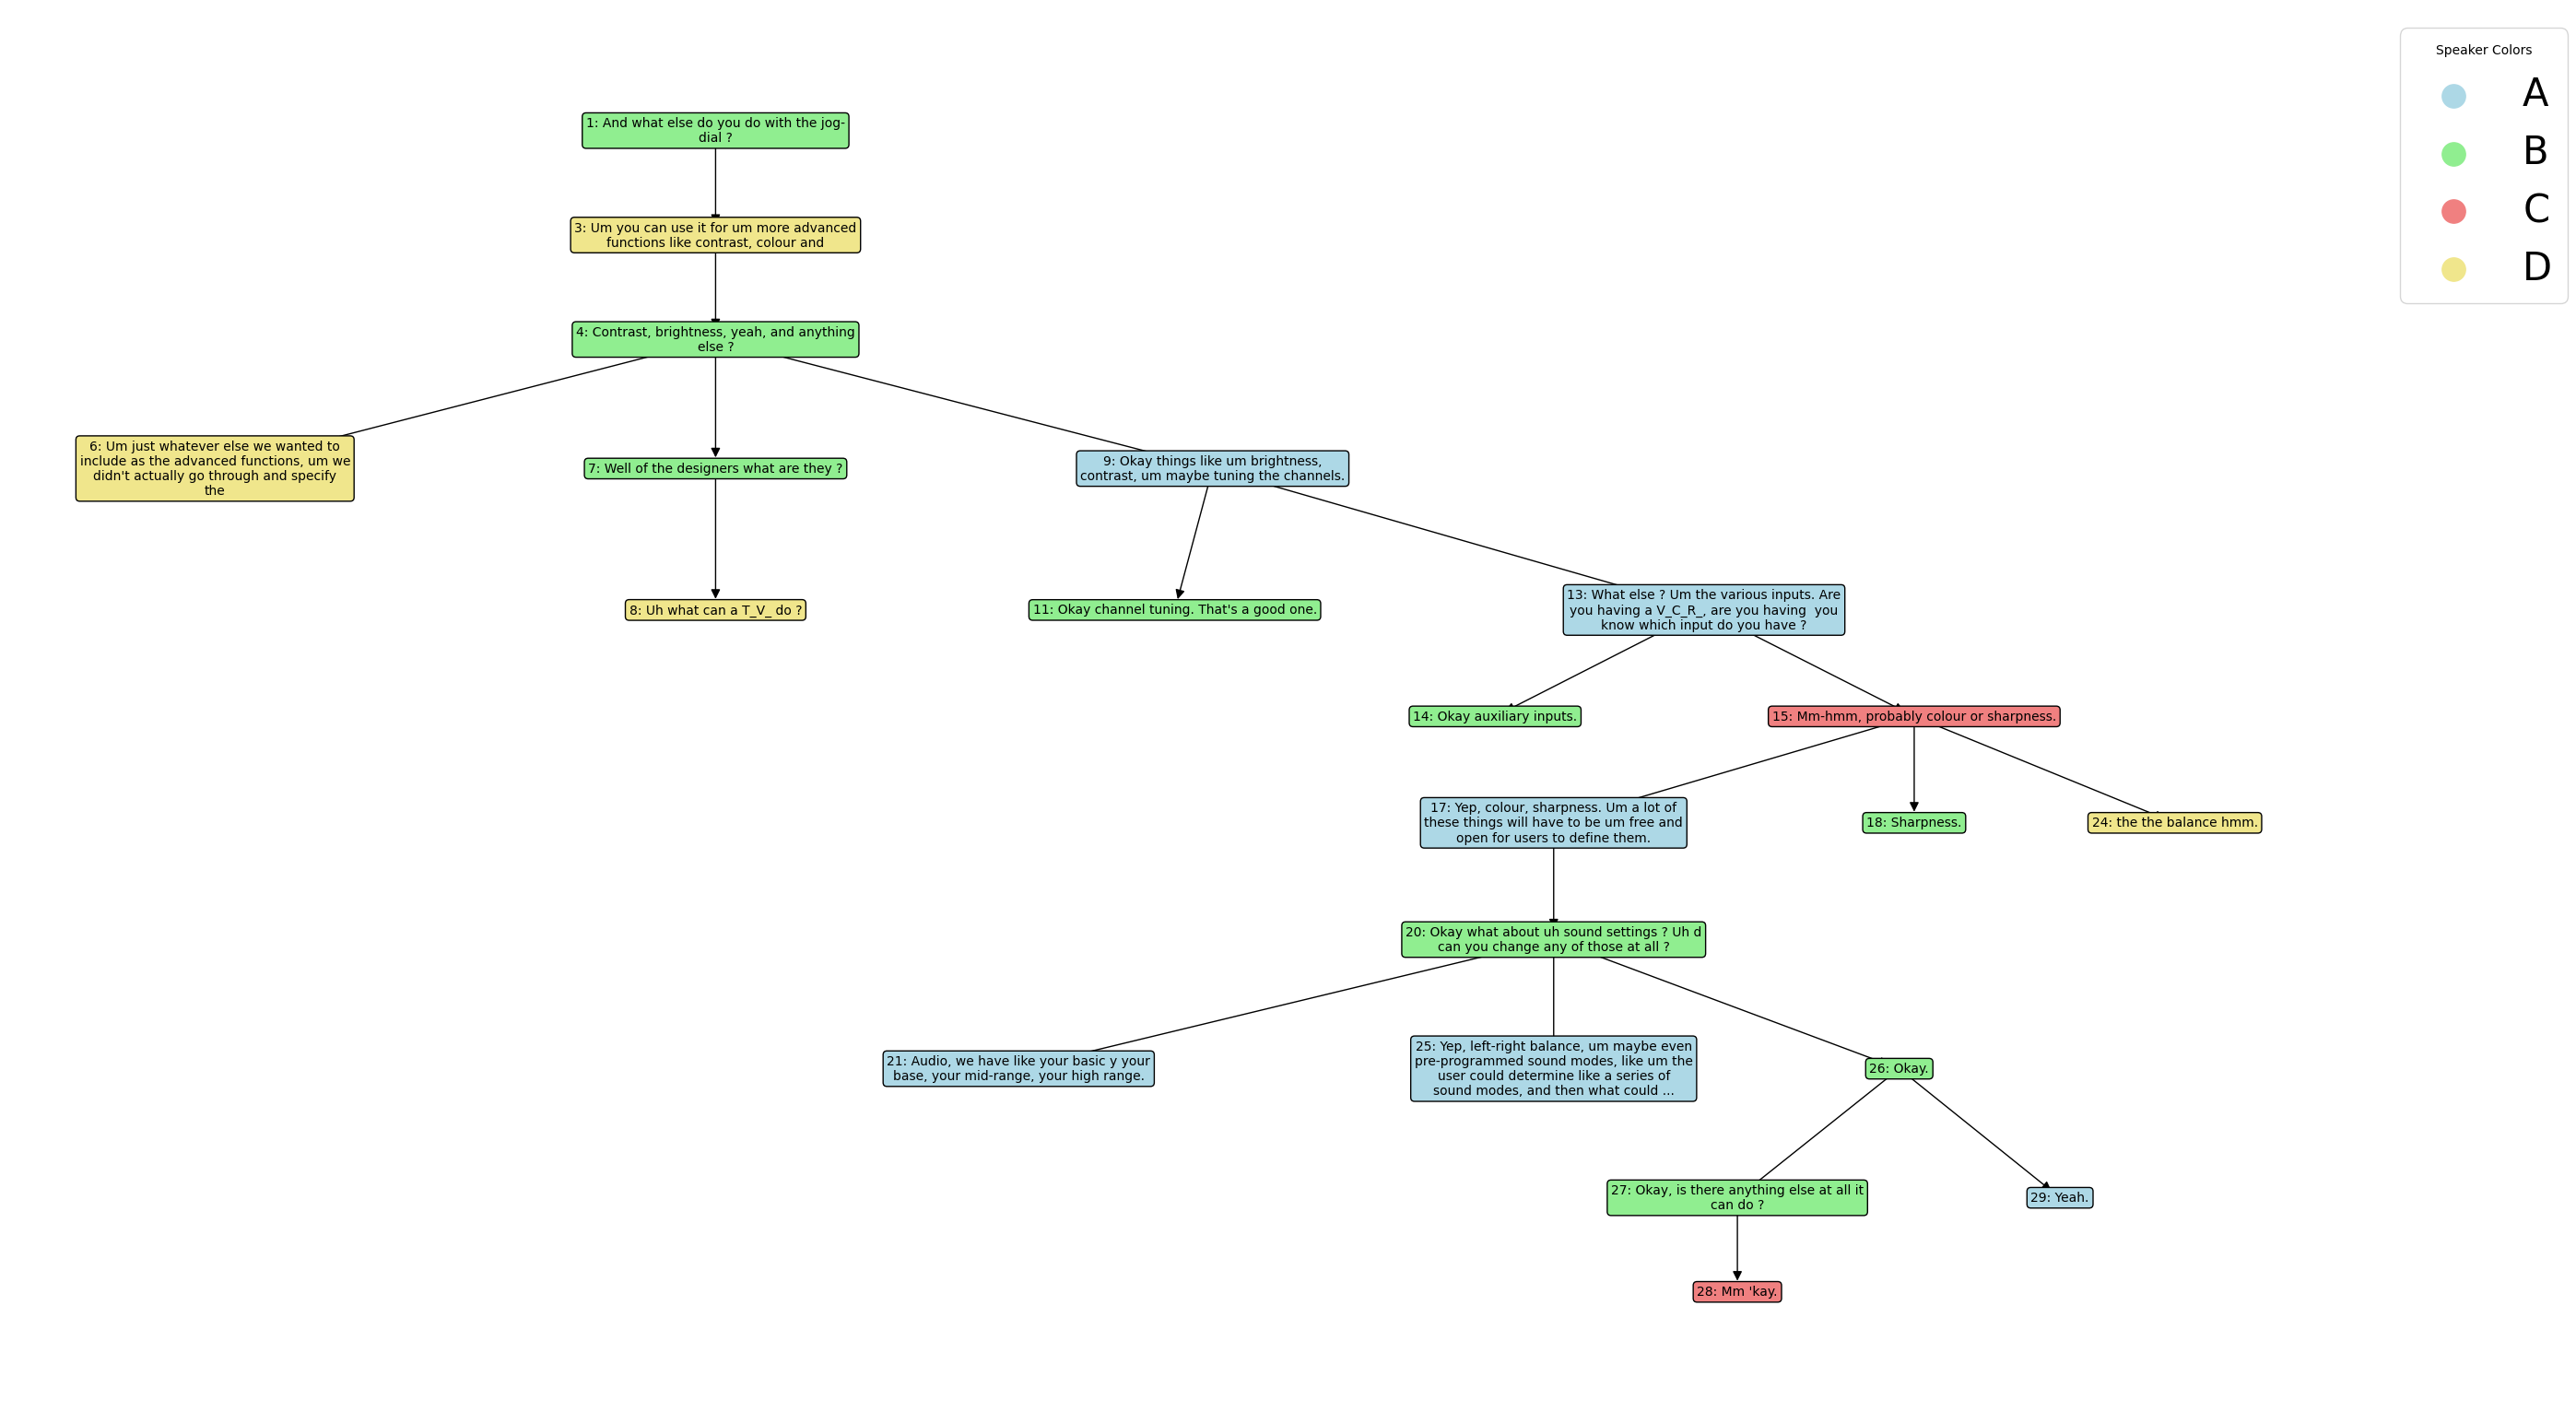 Speaker Colors
A
B
C
D
1: And what else do you do with the jog-
dial ?
3: Um you can use it for um more advanced
functions like contrast, colour and
4: Contrast, brightness, yeah, and anything
else ?
6: Um just whatever else we wanted to
include as the advanced functions, um we
didn't actually go through and specify
the
7: Well of the designers what are they ?
9: Okay things like um brightness,
contrast, um maybe tuning the channels.
8: Uh what can a T_V_ do ?
11: Okay channel tuning. That's a good one.
13: What else ? Um the various inputs. Are
you having a V_C_R_, are you having  you
know which input do you have ?
14: Okay auxiliary inputs.
15: Mm-hmm, probably colour or sharpness.
17: Yep, colour, sharpness. Um a lot of
these things will have to be um free and
open for users to define them.
18: Sharpness.
24: the the balance hmm.
20: Okay what about uh sound settings ? Uh d
can you change any of those at all ?
21: Audio, we have like your basic y your
base, your mid-range, your high range.
25: Yep, left-right balance, um maybe even
pre-programmed sound modes, like um the
user could determine like a series of
sound modes, and then what could ...
26: Okay.
27: Okay, is there anything else at all it
can do ?
29: Yeah.
28: Mm 'kay.